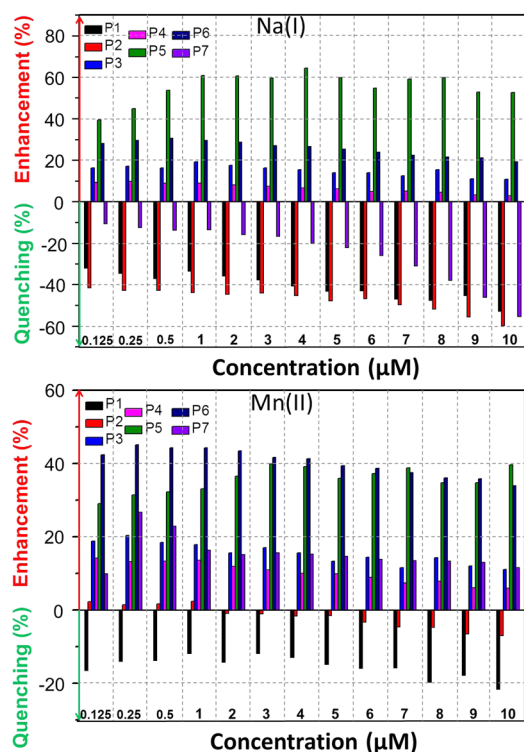 Na(I)
Enhancement (%)
Quenching (%)
80
60
40
20
0
-20
-40
-60
P1 P4 P6
P2 P5 P7
P3
0.125 0.25 0.5 1 2 3 4 5 6 7 8 9 10
Concentration (µM)
Mn(II)
Enhancement (%)
Quenching (%)
60
40
20
0
-20
P1 P4 P6
P2 P5 P7
P3
0.125 0.25 0.5 1 2 3 4 5 6 7 8 9 10
Concentration (µM)